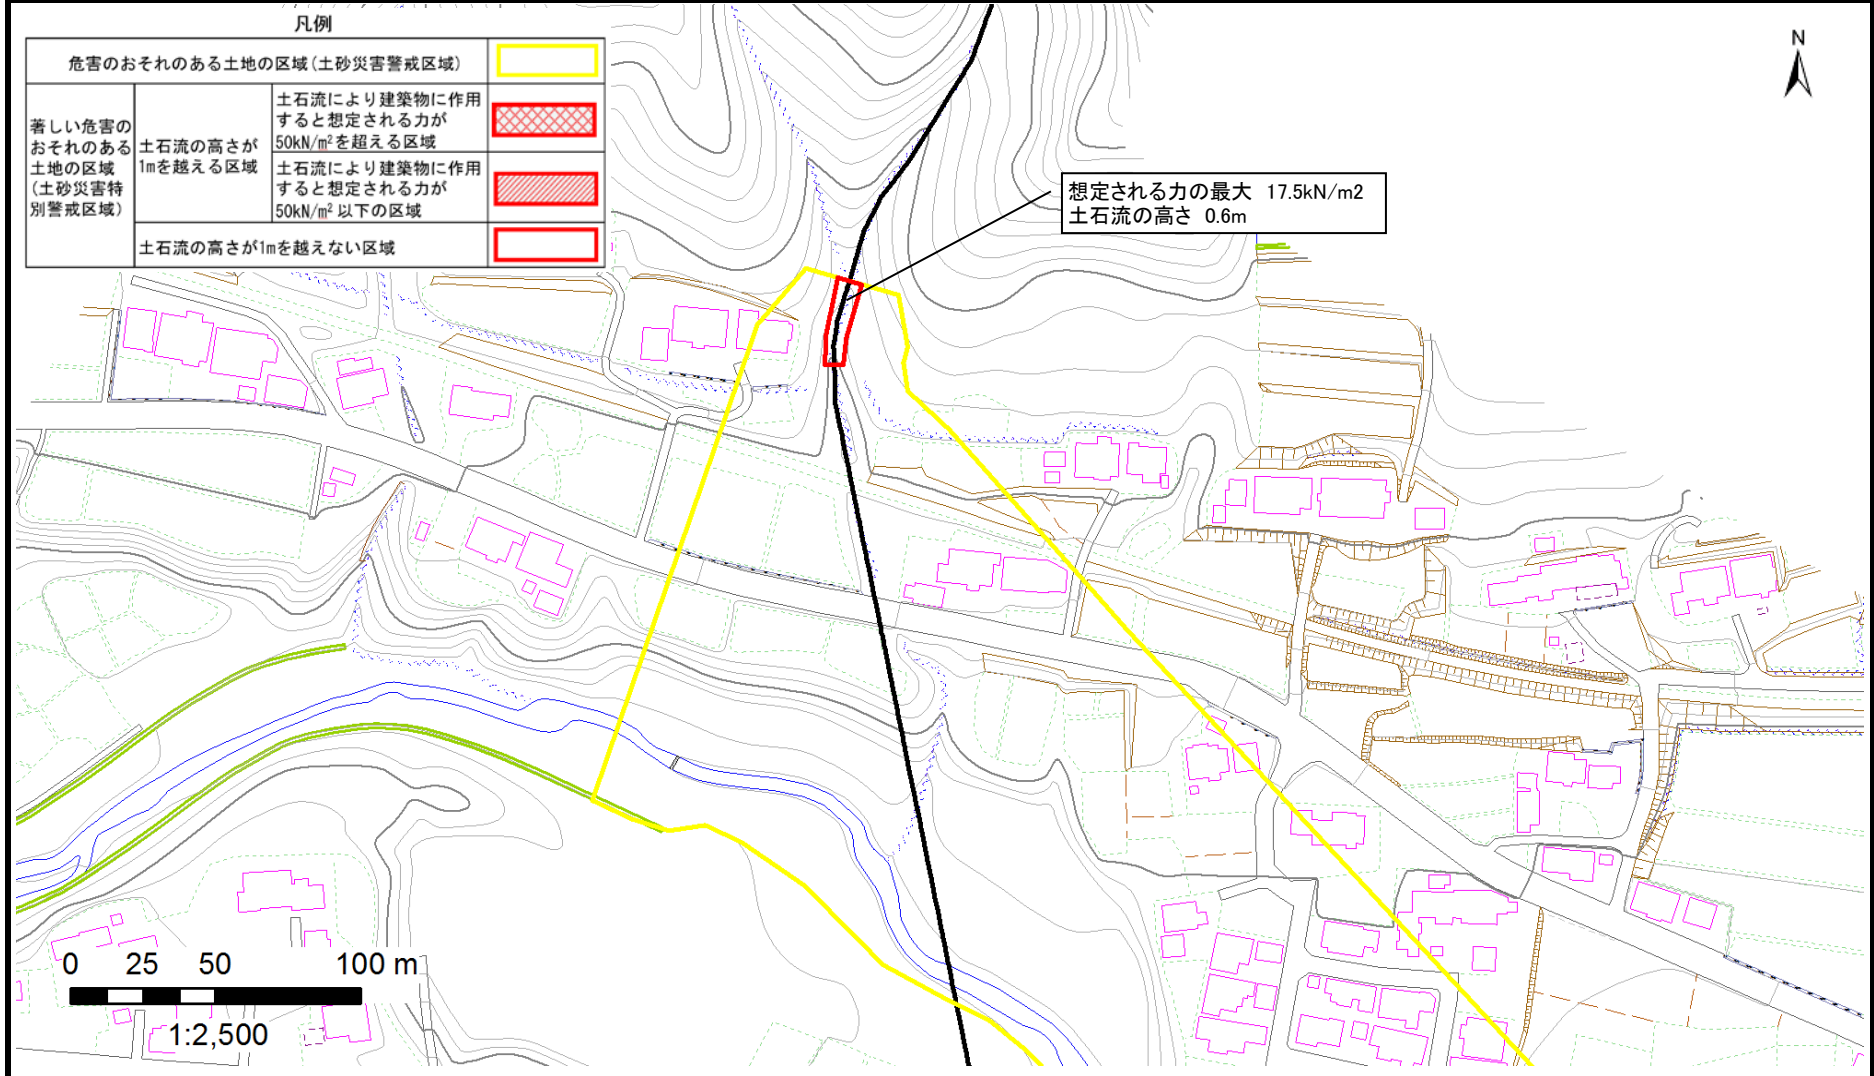 凡例
危害のおそれのある土地の区域(土砂災害警戒区域)
著しい危害の
おそれのある
土地の区域
(土砂災害特
別警戒区域)
土石流の高さが
1mを越える区域
土石流により建築物に作用
すると想定される力が
50kN/m²を超える区域
土石流により建築物に作用
すると想定される力が
50kN/m²以下の区域
土石流の高さが1mを越えない区域
N
想定される力の最大 17.5kN/m2
土石流の高さ 0.6m
0 25 50 100 m
1:2,500